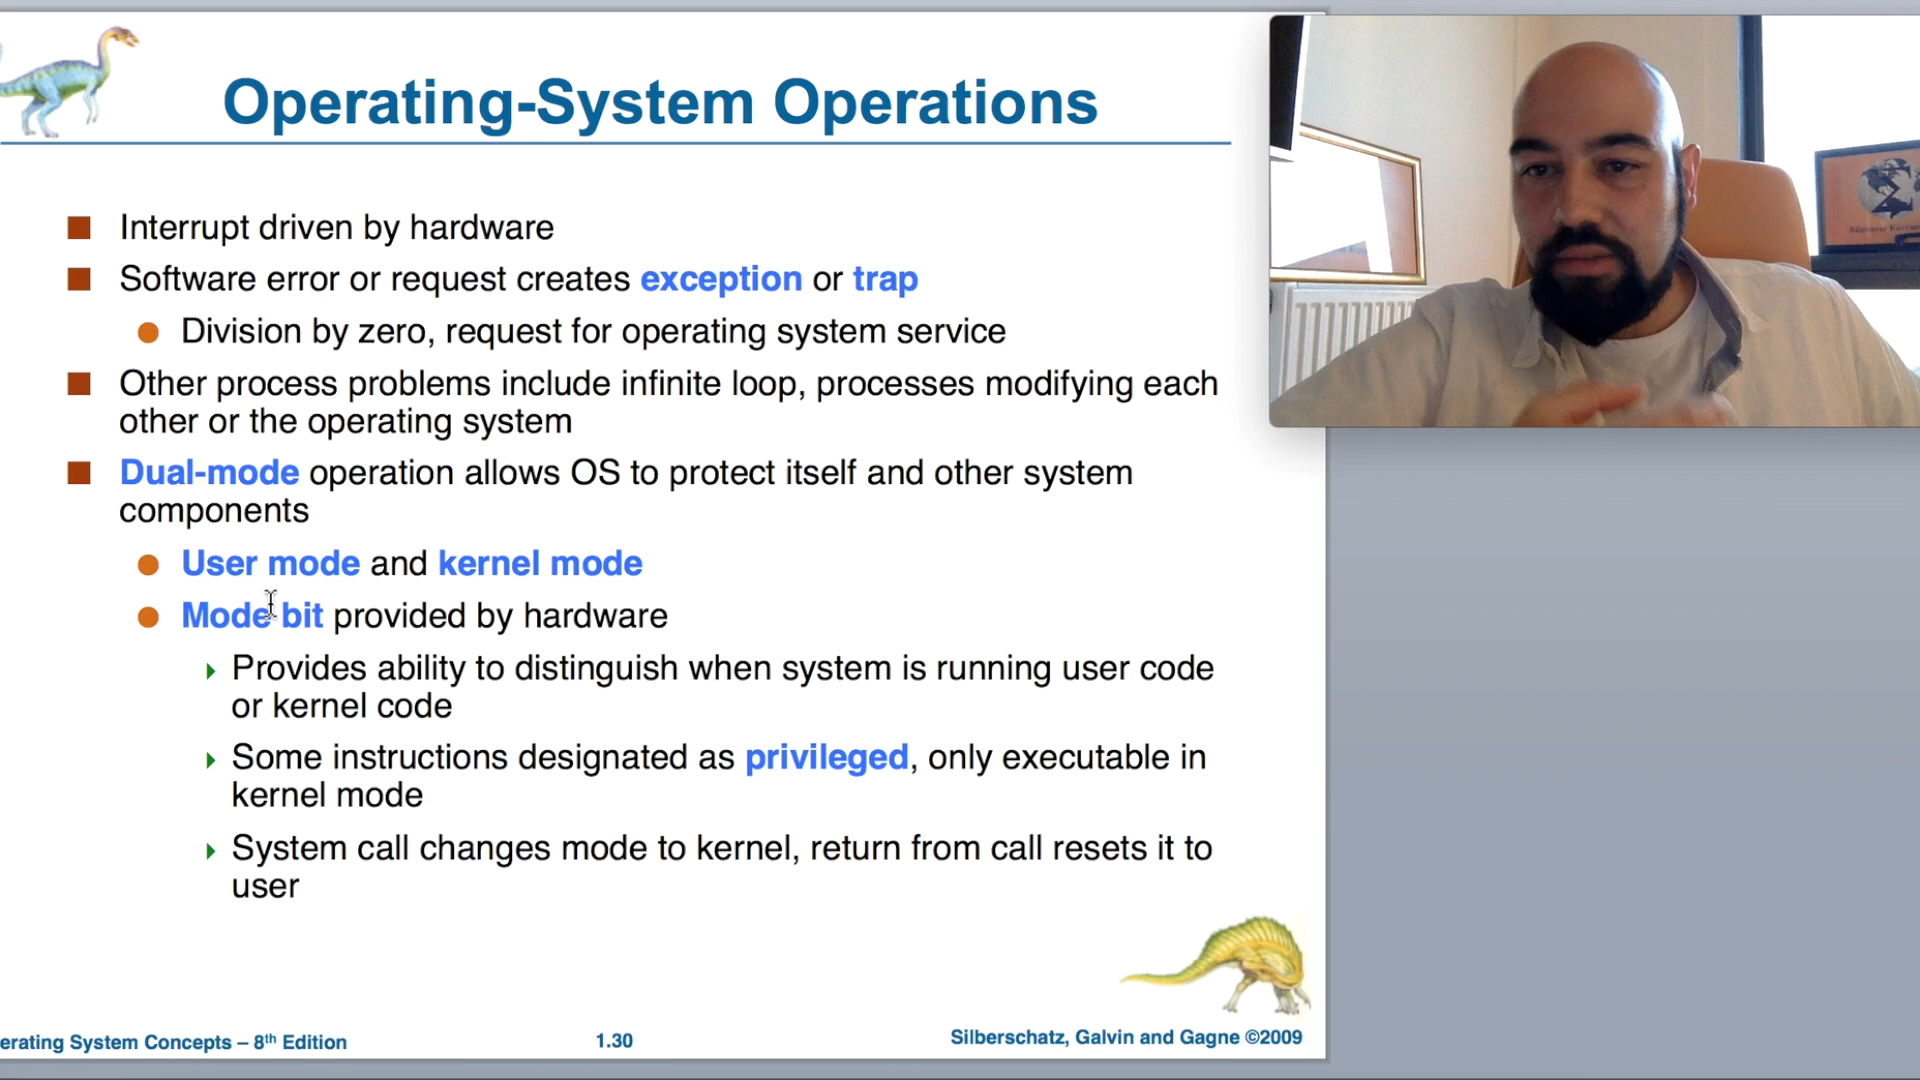 Operating-System Operations
Interrupt driven by hardware
Software error or request creates exception or trap
Division by zero, request for operating system service
Other process problems include infinite loop, processes modifying each
other or the operating system
Dual-mode operation allows OS to protect itself and other system
components
User mode and kernel mode
Mode bit provided by hardware
Provides ability to distinguish when system is running user code
or kernel code
Some instructions designated as privileged, only executable in
kernel mode
System call changes mode to kernel, return from call resets it to
user
erating System Concepts – 8th Edition
1.30
Silberschatz, Galvin and Gagne ©2009